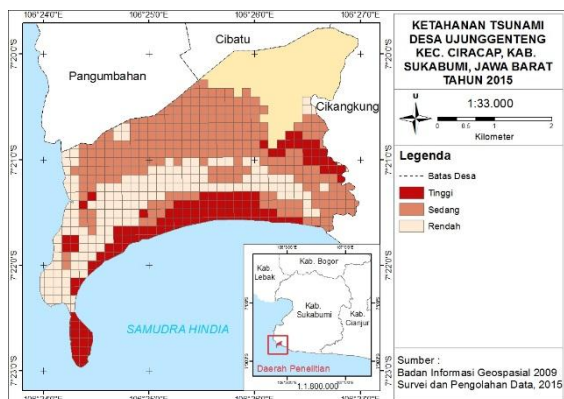 106°24'0"E 106°25'0"E 106°26'0"E 106°27'0"E
7°20'0"S
7°21'0"S
7°22'0"S
7°23'0"S
Cibatu
Pangumbahan
Cikangkung
SAMUDRA HINDIA
Kab. Bogor
Kab.
Lebak
Kab.
Sukabumi
Kab.
Cianjur
Daerah Penelitian
1:1.800.000
KETAHANAN TSUNAMI
DESA UJUNGGENTENG
KEC. CIRACAP, KAB.
SUKABUMI, JAWA BARAT
TAHUN 2015
U
1:33.000
0 0.5 1 2
Kilometer
Legenda
Batas Desa
Tinggi
Sedang
Rendah
Sumber :
Badan Informasi Geospasial 2009
Survei dan Pengolahan Data, 2015